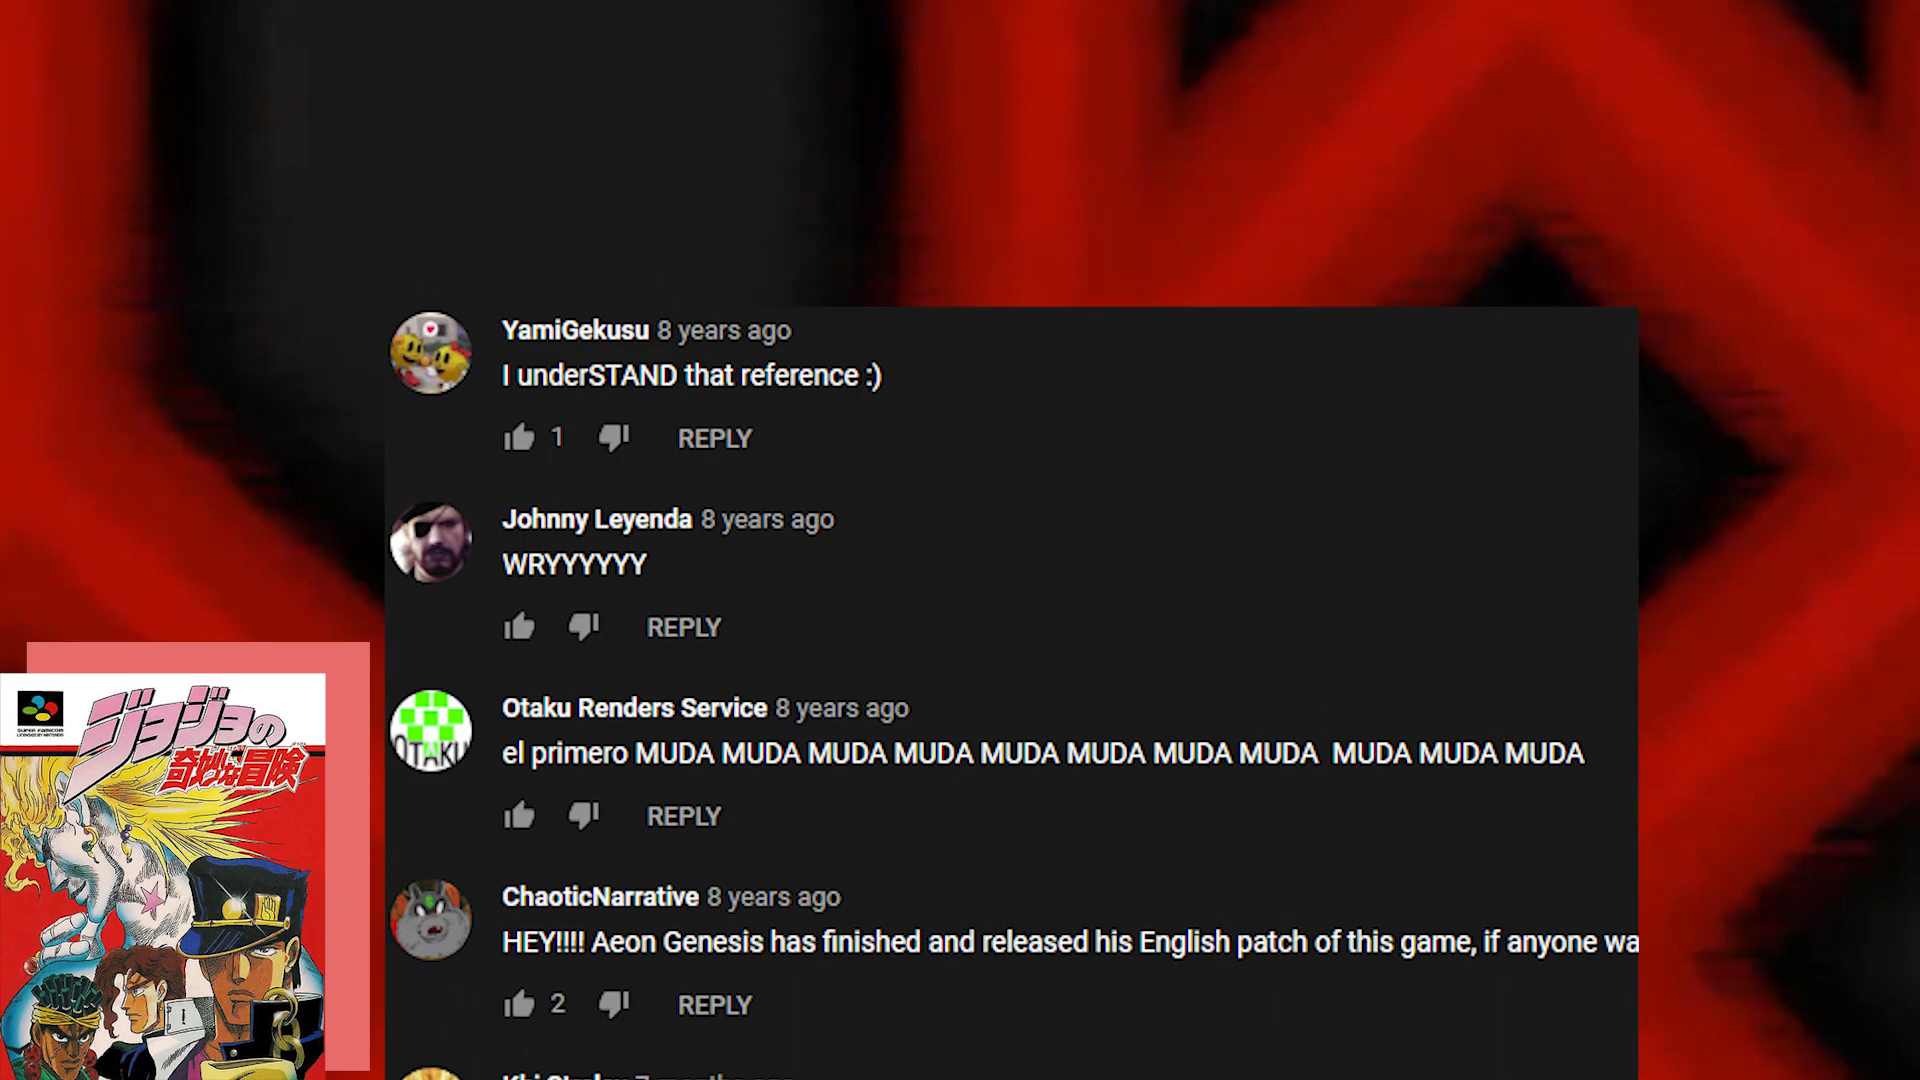 YamiGekusu 8 years ago
I underSTAND that reference :)
1 REPLY
Johnny Leyenda 8 years ago
WRYYYYYY
REPLY
Otaku Renders Service 8 years ago
OTAKU
el primero MUDA MUDA MUDA MUDA MUDA MUDA MUDA MUDA MUDA MUDA MUDA
REPLY
ChaoticNarrative 8 years ago
HEY!!!! Aeon Genesis has finished and released his English patch of this game, if anyone wa
2 REPLY
SUPER FAMICOM
ジョジョの
奇妙な冒険